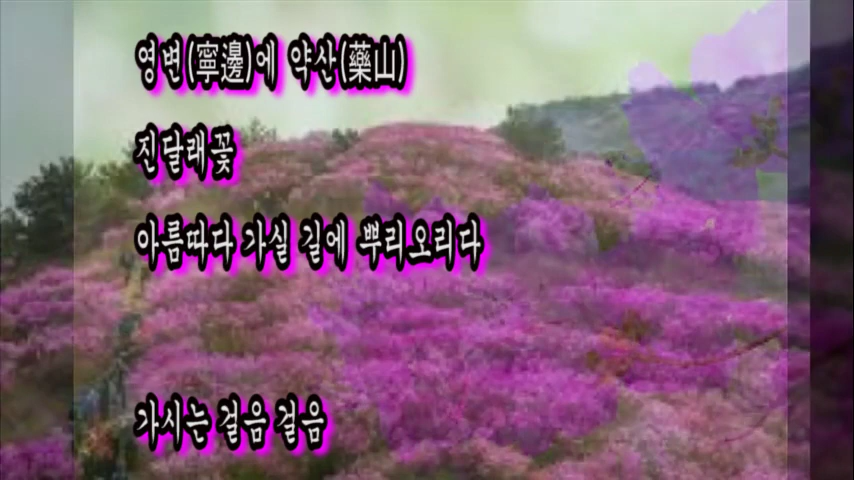 영변(寧邊)에 약산(藥山)
진달래꽃
아름따다 가실 길에 뿌리오리다
가시는 걸음 걸음